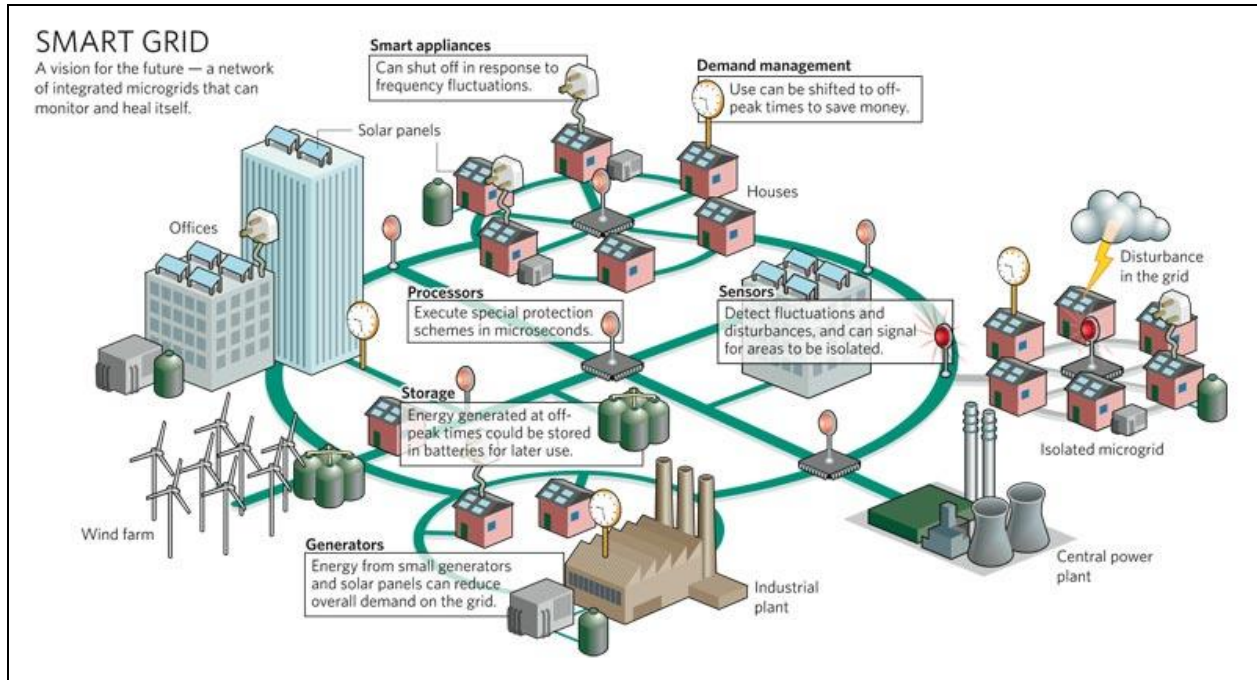 SMART GRID
A vision for the future — a network
of integrated microgrids that can
monitor and heal itself.
Smart appliances
Can shut off in response to
frequency fluctuations.
Demand management
Use can be shifted to off-
peak times to save money.
Solar panels
Houses
Offices
Disturbance
in the grid
Processors
Execute special protection
schemes in microseconds.
Sensors
Detect fluctuations and
disturbances, and can signal
for areas to be isolated.
Storage
Energy generated at off-
peak times could be stored
in batteries for later use.
Isolated microgrid
Wind farm
Generators
Energy from small generators
and solar panels can reduce
overall demand on the grid.
Industrial
plant
Central power
plant